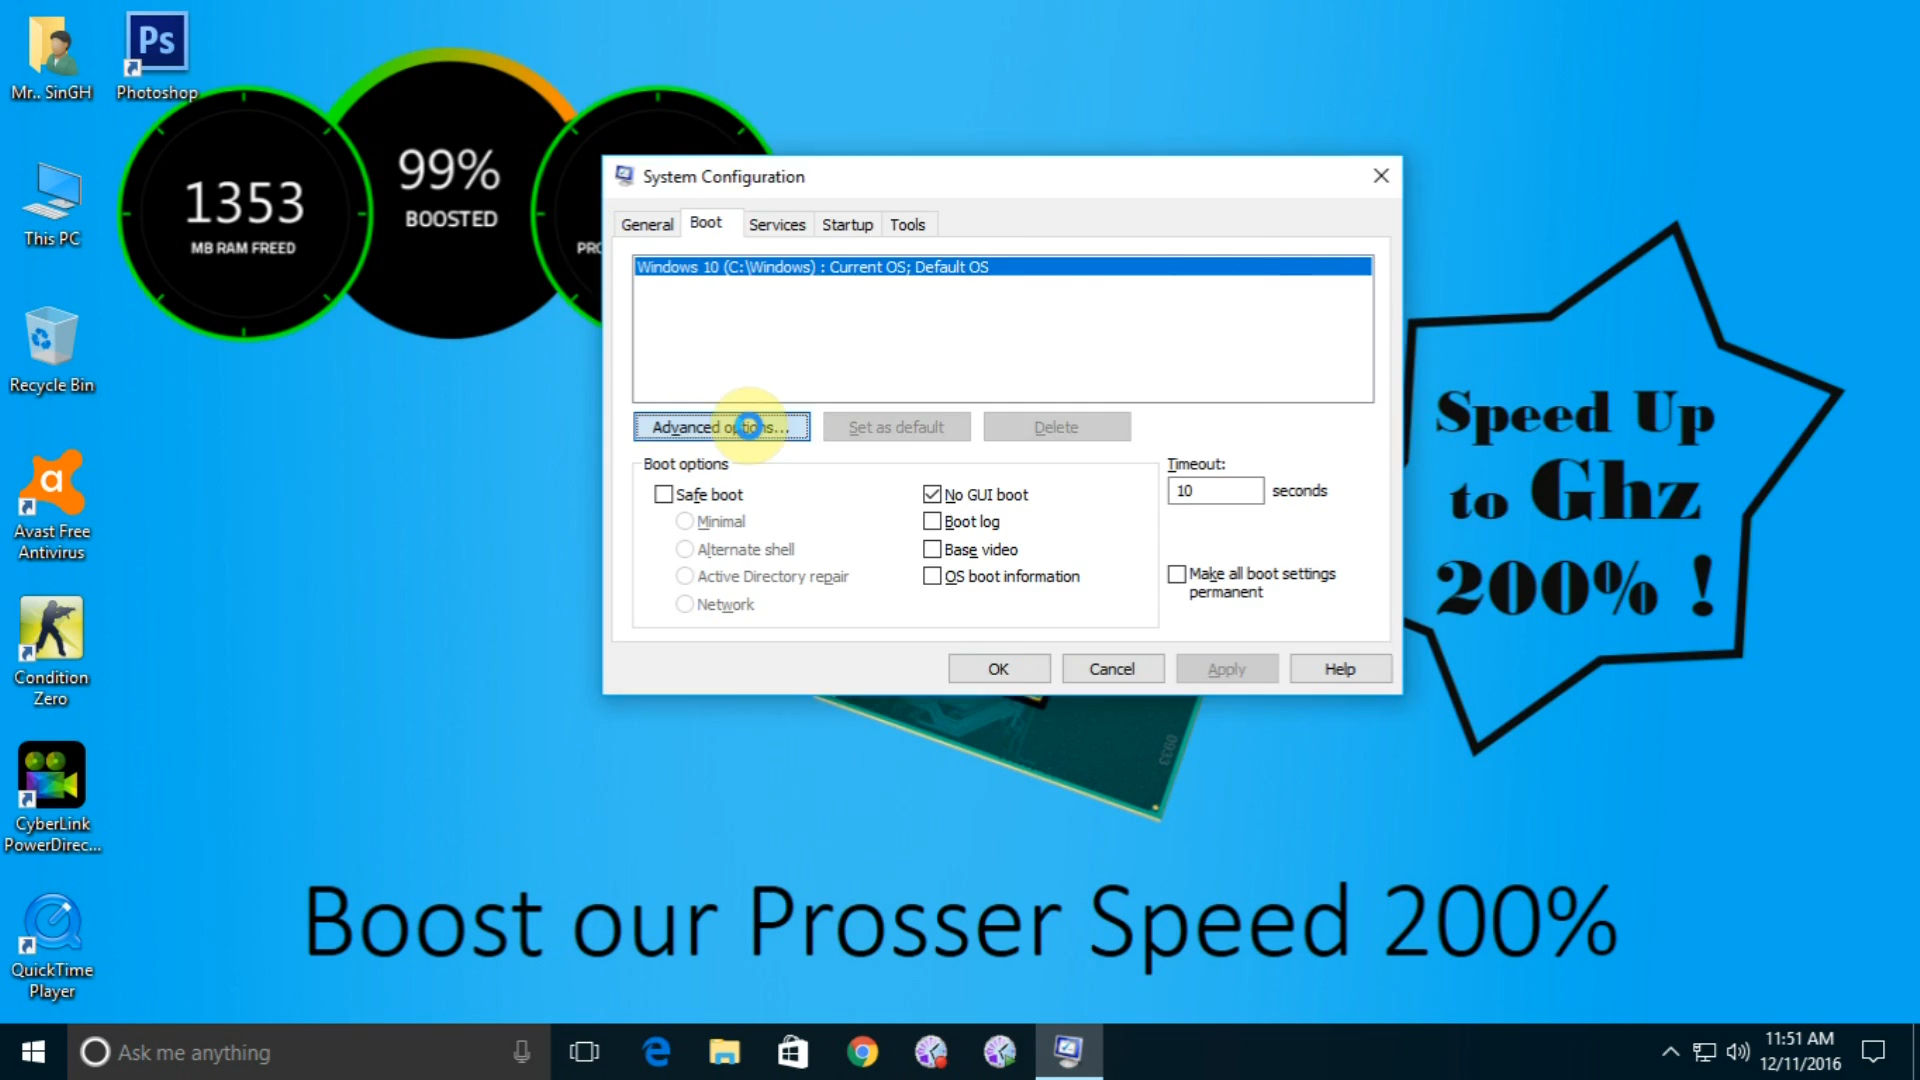 Mr.. SinGH
Photoshop
This PC
Recycle Bin
Avast Free
Antivirus
Condition
Zero
CyberLink
PowerDirec...
QuickTime
Player
1353
MB RAM FREED
99%
BOOSTED
PRO
System Configuration
General
Boot
Services
Startup
Tools
Windows 10 (C:\Windows) : Current OS; Default OS
Advanced options...
Set as default
Delete
Boot options
Safe boot
Minimal
Alternate shell
Active Directory repair
Network
No GUI boot
Boot log
Base video
OS boot information
Timeout:
10 seconds
Make all boot settings
permanent
OK
Cancel
Apply
Help
Speed Up
to Ghz
200% !
0933
Boost our Prosser Speed 200%
Ask me anything
11:51 AM
12/11/2016